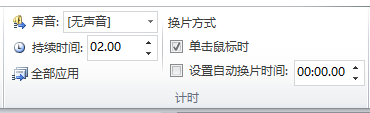 声音: [无声音] 换片方式
持续时间: 02.00 单击鼠标时
全部应用 设置自动换片时间: 00:00.00
计时